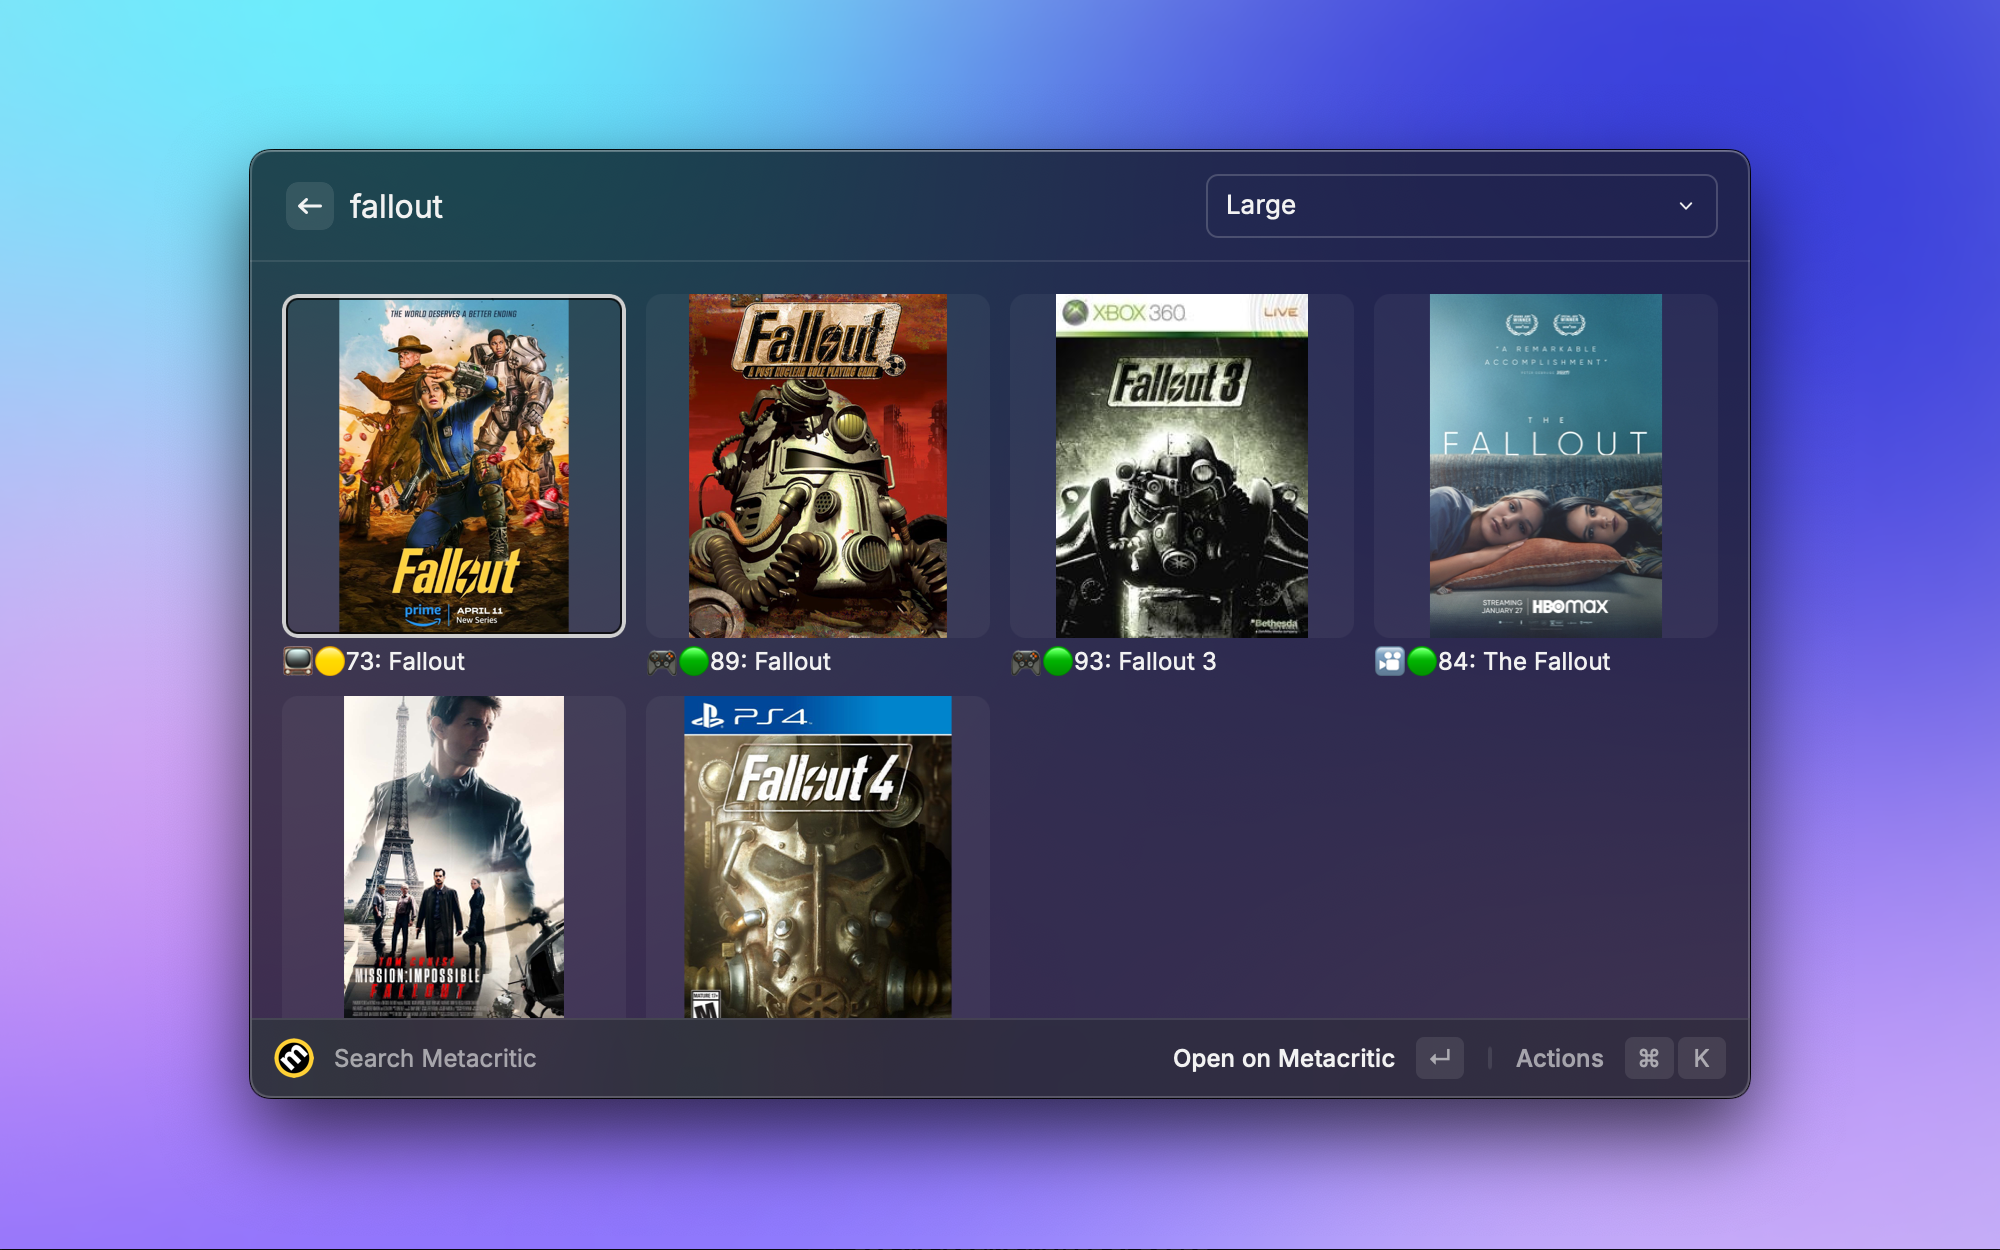 fallout
Large
THE WORLD DESERVES A BETTER ENDING
Fallout
prime
APRIL 11
New Series
Fallout
A POST NUCLEAR ROLE PLAYING GAME
XBOX 360
LIVE
Fallout 3
Bethesda
"A REMARKABLE
ACCOMPLISHMENT"
THE
FALLOUT
STREAMING
JANUARY 27
HBOMAX
73: Fallout
89: Fallout
93: Fallout 3
84: The Fallout
TOM CRUISE
MISSION:IMPOSSIBLE
FALLOUT
PS4
Fallout 4
MATURE 17+
M
Search Metacritic
Open on Metacritic
Actions
⌘
K